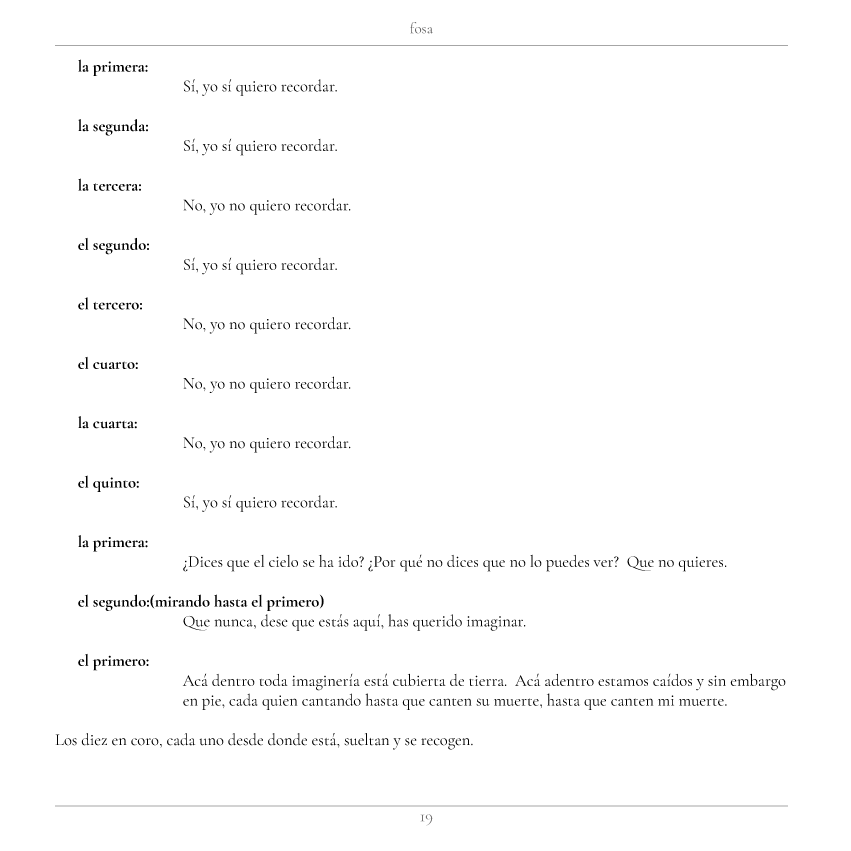 fosa
la primera:
Sí, yo sí quiero recordar.
la segunda:
Sí, yo sí quiero recordar.
la tercera:
No, yo no quiero recordar.
el segundo:
Sí, yo sí quiero recordar.
el tercero:
No, yo no quiero recordar.
el cuarto:
No, yo no quiero recordar.
la cuarta:
No, yo no quiero recordar.
el quinto:
Sí, yo sí quiero recordar.
la primera:
¿Dices que el cielo se ha ido? ¿Por qué no dices que no lo puedes ver? Que no quieres.
el segundo:(mirando hasta el primero)
Que nunca, dese que estás aquí, has querido imaginar.
el primero:
Acá dentro toda imaginería está cubierta de tierra. Acá adentro estamos caídos y sin embargo
en pie, cada quien cantando hasta que canten su muerte, hasta que canten mi muerte.
Los diez en coro, cada uno desde donde está, sueltan y se recogen.
19